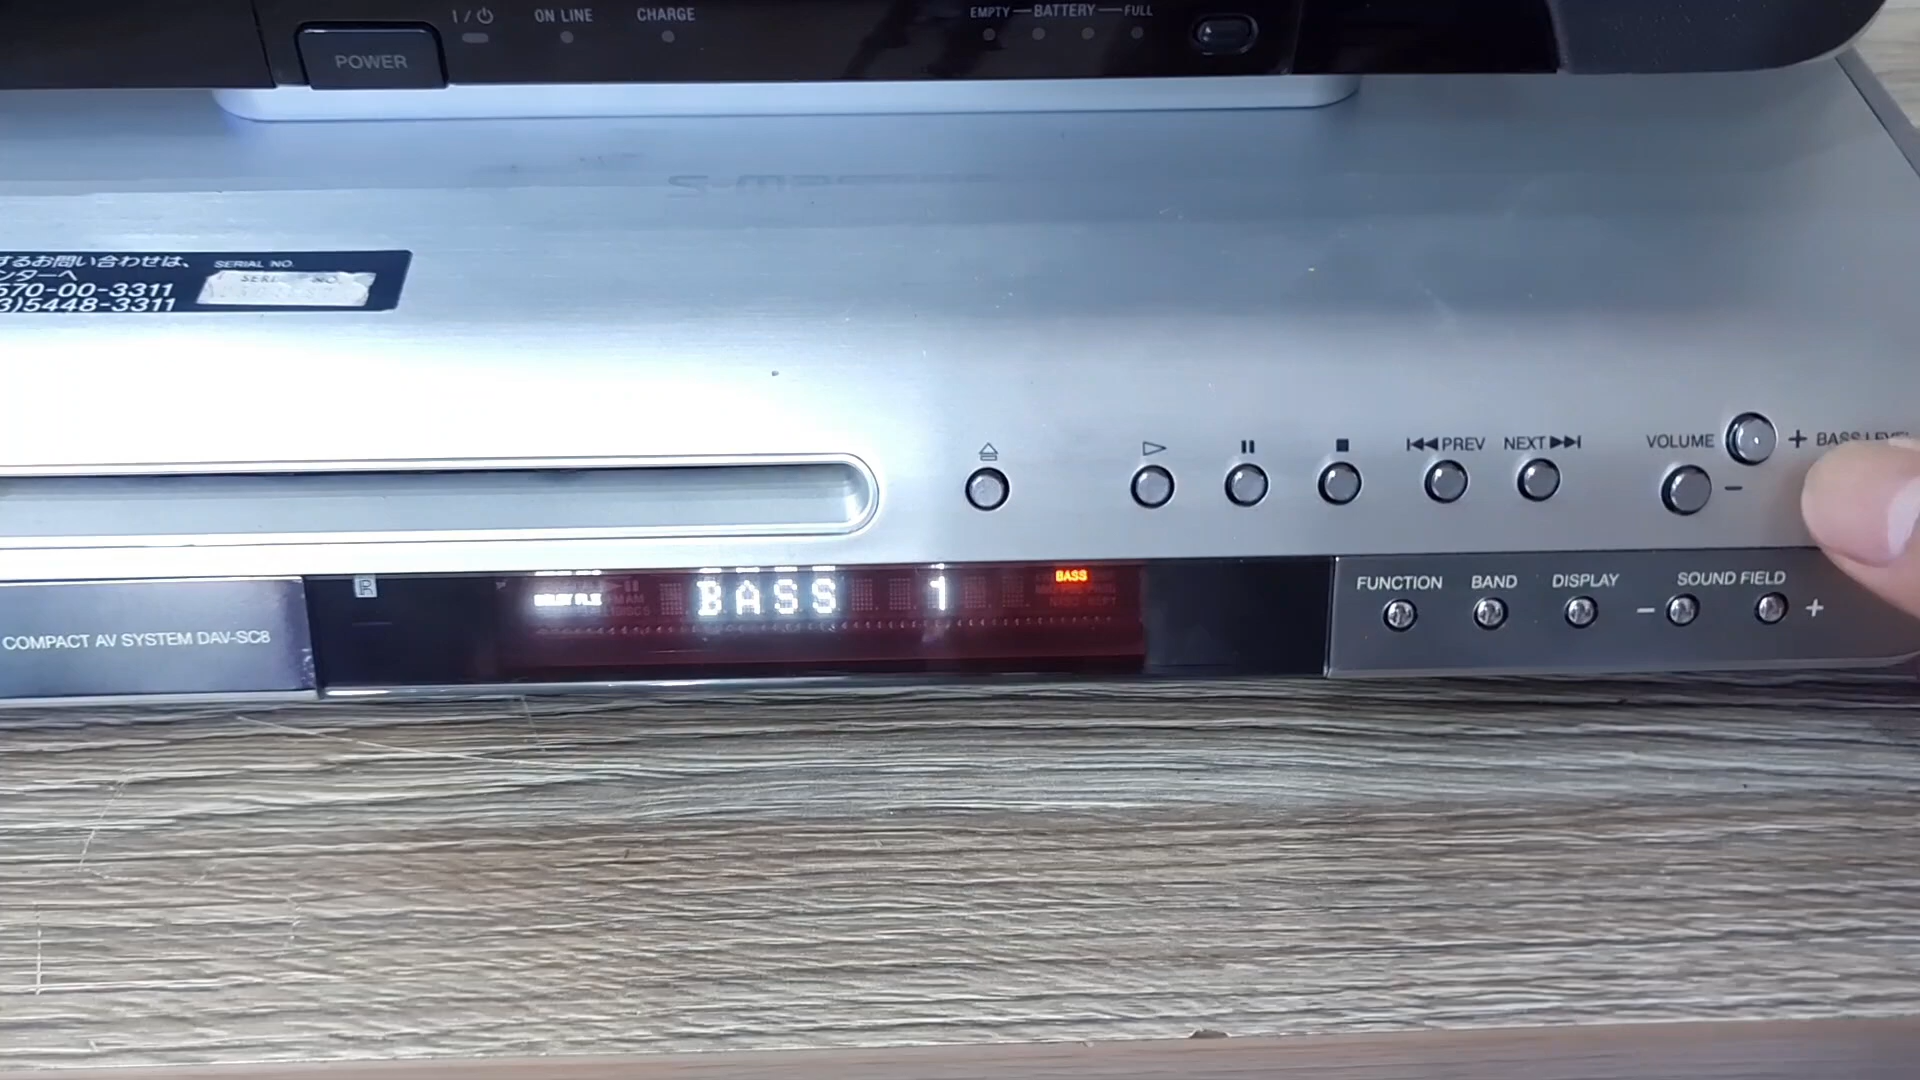 I / ⏻ ON LINE CHARGE
EMPTY BATTERY FULL
POWER
するお問い合わせは、
ンターへ
570-00-3311
3)5448-3311
SERIAL NO.
PREV NEXT
VOLUME + BASS LEVEL
−
BASS 1
BASS
COMPACT AV SYSTEM DAV-SC8
FUNCTION BAND DISPLAY SOUND FIELD
− +